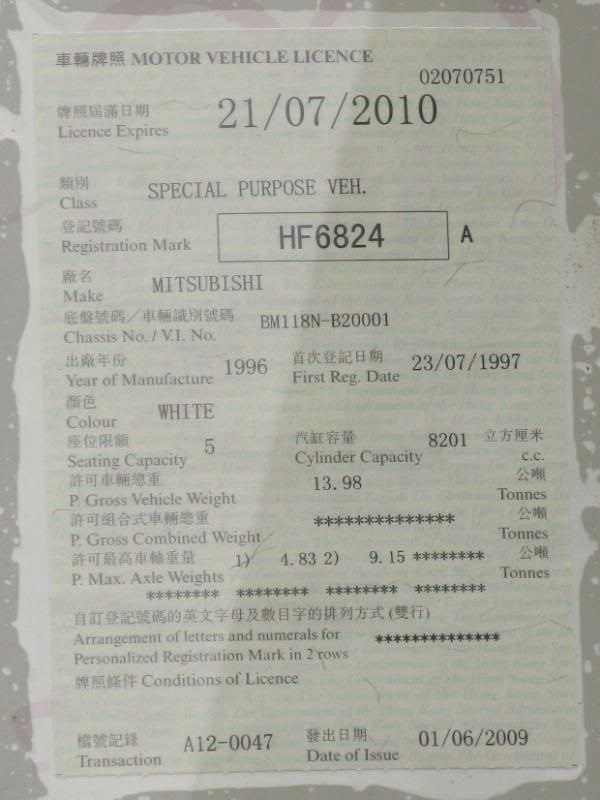 車輛牌照 MOTOR VEHICLE LICENCE
02070751
牌照屆滿日期
Licence Expires 21/07/2010
類別
Class SPECIAL PURPOSE VEH.
登記號碼
Registration Mark HF6824 A
廠名
Make MITSUBISHI
底盤號碼／車輛識別號碼
Chassis No. / V.I. No. BM118N-B20001
出廠年份 首次登記日期
Year of Manufacture 1996 First Reg. Date 23/07/1997
顏色
Colour WHITE
座位限額 5 汽缸容量 8201 立方厘米
Seating Capacity Cylinder Capacity c.c.
許可車輛總重 13.98 公噸
P. Gross Vehicle Weight Tonnes
許可組合式車輛總重 ************** 公噸
P. Gross Combined Weight Tonnes
許可最高車軸重量 1) 4.83 2) 9.15 ******** 公噸
P. Max. Axle Weights Tonnes
******** ******** ******** ********
自訂登記號碼的英文字母及數目字的排列方式 (雙行)
Arrangement of letters and numerals for **************
Personalized Registration Mark in 2 rows
牌照條件 Conditions of Licence
檔號記錄 發出日期
Transaction A12-0047 Date of Issue 01/06/2009